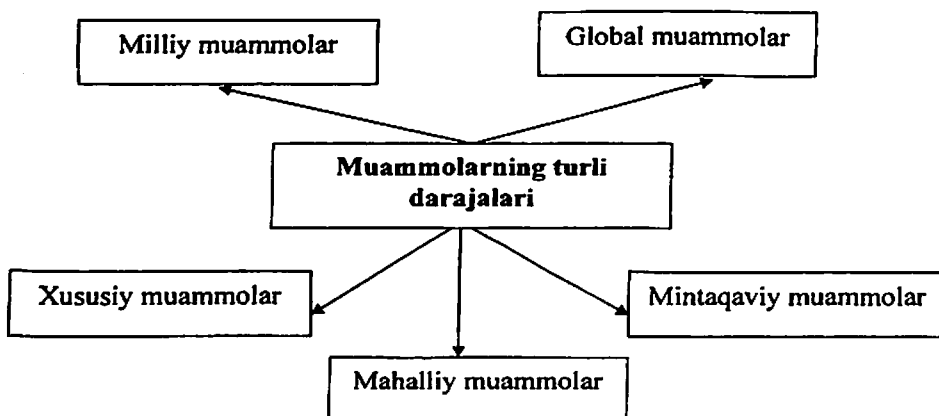 Milliy muammolar
Global muammolar
Muammolarning turli
darajalari
Xususiy muammolar
Mintaqaviy muammolar
Mahalliy muammolar